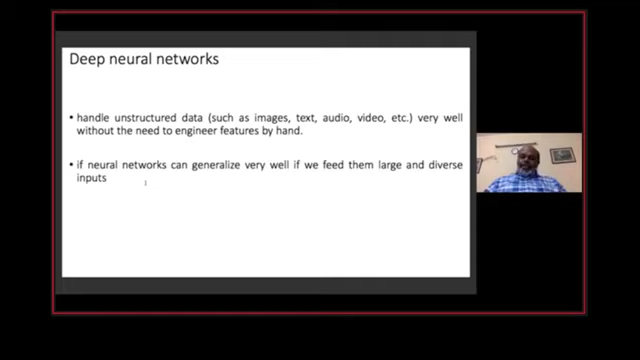 Deep neural networks
• handle unstructured data (such as images, text, audio, video, etc.) very well
without the need to engineer features by hand.
• if neural networks can generalize very well if we feed them large and diverse
inputs